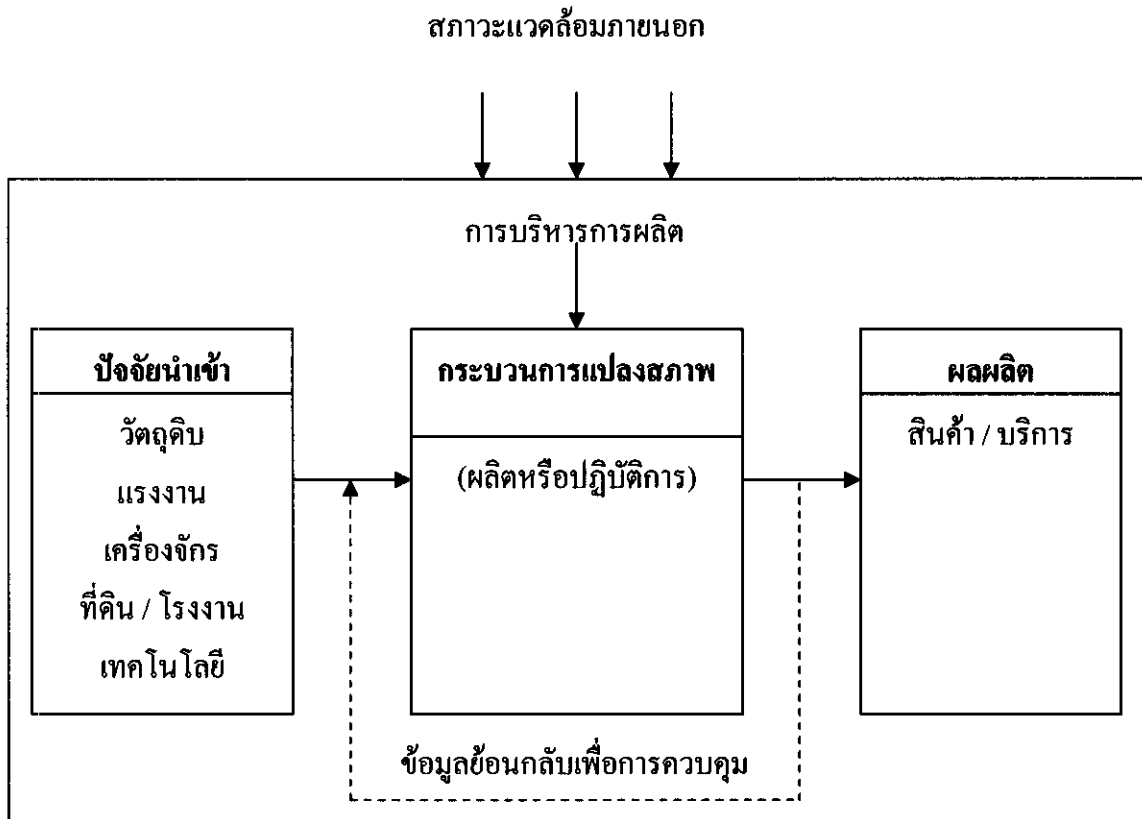 สภาวะแวดล้อมภายนอก
การบริหารการผลิต
ปัจจัยนำเข้า
วัตถุดิบ
แรงงาน
เครื่องจักร
ที่ดิน / โรงงาน
เทคโนโลยี
กระบวนการแปลงสภาพ
(ผลิตหรือปฏิบัติการ)
ผลผลิต
สินค้า / บริการ
ข้อมูลย้อนกลับเพื่อการควบคุม